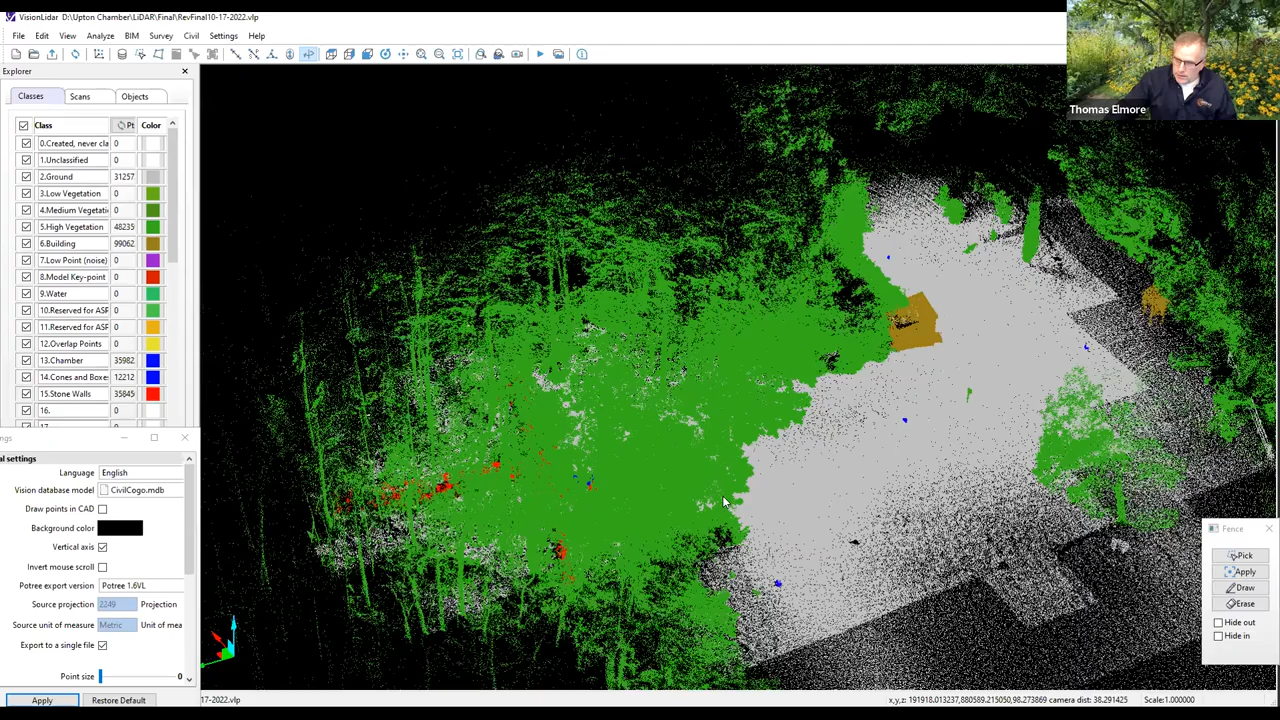 VisionLidar D:\Upton Chamber\LiDAR\Final\RevFinal10-17-2022.vlp
File Edit View Analyze BIM Survey Civil Settings Help
Thomas Elmore
Explorer
Classes Scans Objects
Class Pt Color
0.Created, never cla 0
1.Unclassified 0
2.Ground 31257
3.Low Vegetation 0
4.Medium Vegetati 0
5.High Vegetation 48235
6.Building 99062
7.Low Point (noise) 0
8.Model Key-point 0
9.Water 0
10.Reserved for ASP 0
11.Reserved for ASP 0
12.Overlap Points 0
13.Chamber 35982
14.Cones and Boxe 12212
15.Stone Walls 35845
16. 0
ngs
al settings
Language English
Vision database model CivilCogo.mdb
Draw points in CAD
Background color
Vertical axis
Invert mouse scroll
Potree export version Potree 1.6VL
Source projection 2249 Projection
Source unit of measure Metric Unit of mea
Export to a single file
Point size 0
Apply Restore Default
Fence
Pick
Apply
Draw
Erase
Hide out
Hide in
17-2022.vlp x,y,z: 191918.013237,880589.215050,98.273869 camera dist: 38.291425 Scale:1.000000